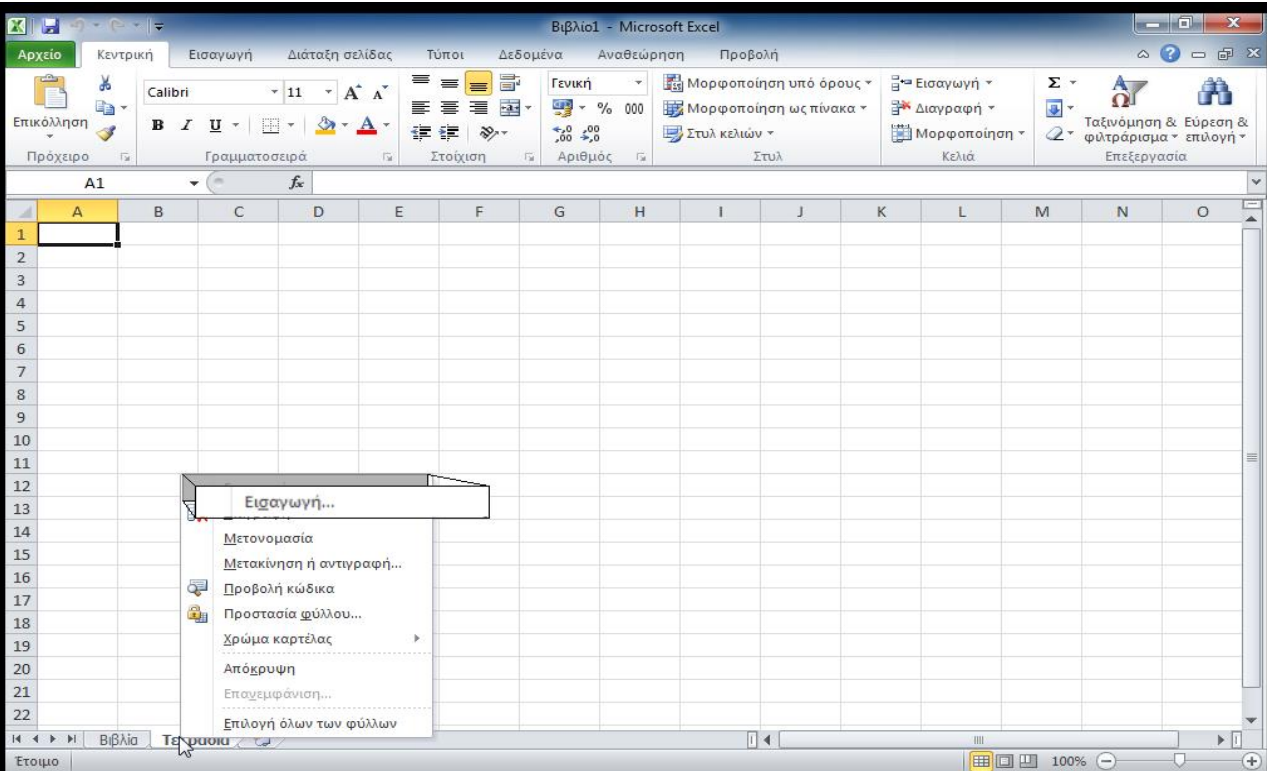 Βιβλίο1 - Microsoft Excel
Αρχείο Κεντρική Εισαγωγή Διάταξη σελίδας Τύποι Δεδομένα Αναθεώρηση Προβολή
Calibri 11 Γενική Μορφοποίηση υπό όρους Εισαγωγή Σ
Επικόλληση B I U A % 000 Μορφοποίηση ως πίνακα Διαγραφή Ταξινόμηση & φιλτράρισμα Εύρεση & επιλογή
Στυλ κελιών Μορφοποίηση
Πρόχειρο Γραμματοσειρά Στοίχιση Αριθμός Στυλ Κελιά Επεξεργασία
A1 fx
A B C D E F G H I J K L M N O
1
2
3
4
5
6
7
8
9
10
11
12
13
14
15
16
17
18
19
20
21
22
Εισαγωγή...
Μετονομασία
Μετακίνηση ή αντιγραφή...
Προβολή κώδικα
Προστασία φύλλου...
Χρώμα καρτέλας
Απόκρυψη
Επανεμφάνιση...
Επιλογή όλων των φύλλων
Βιβλία
Έτοιμο 100%